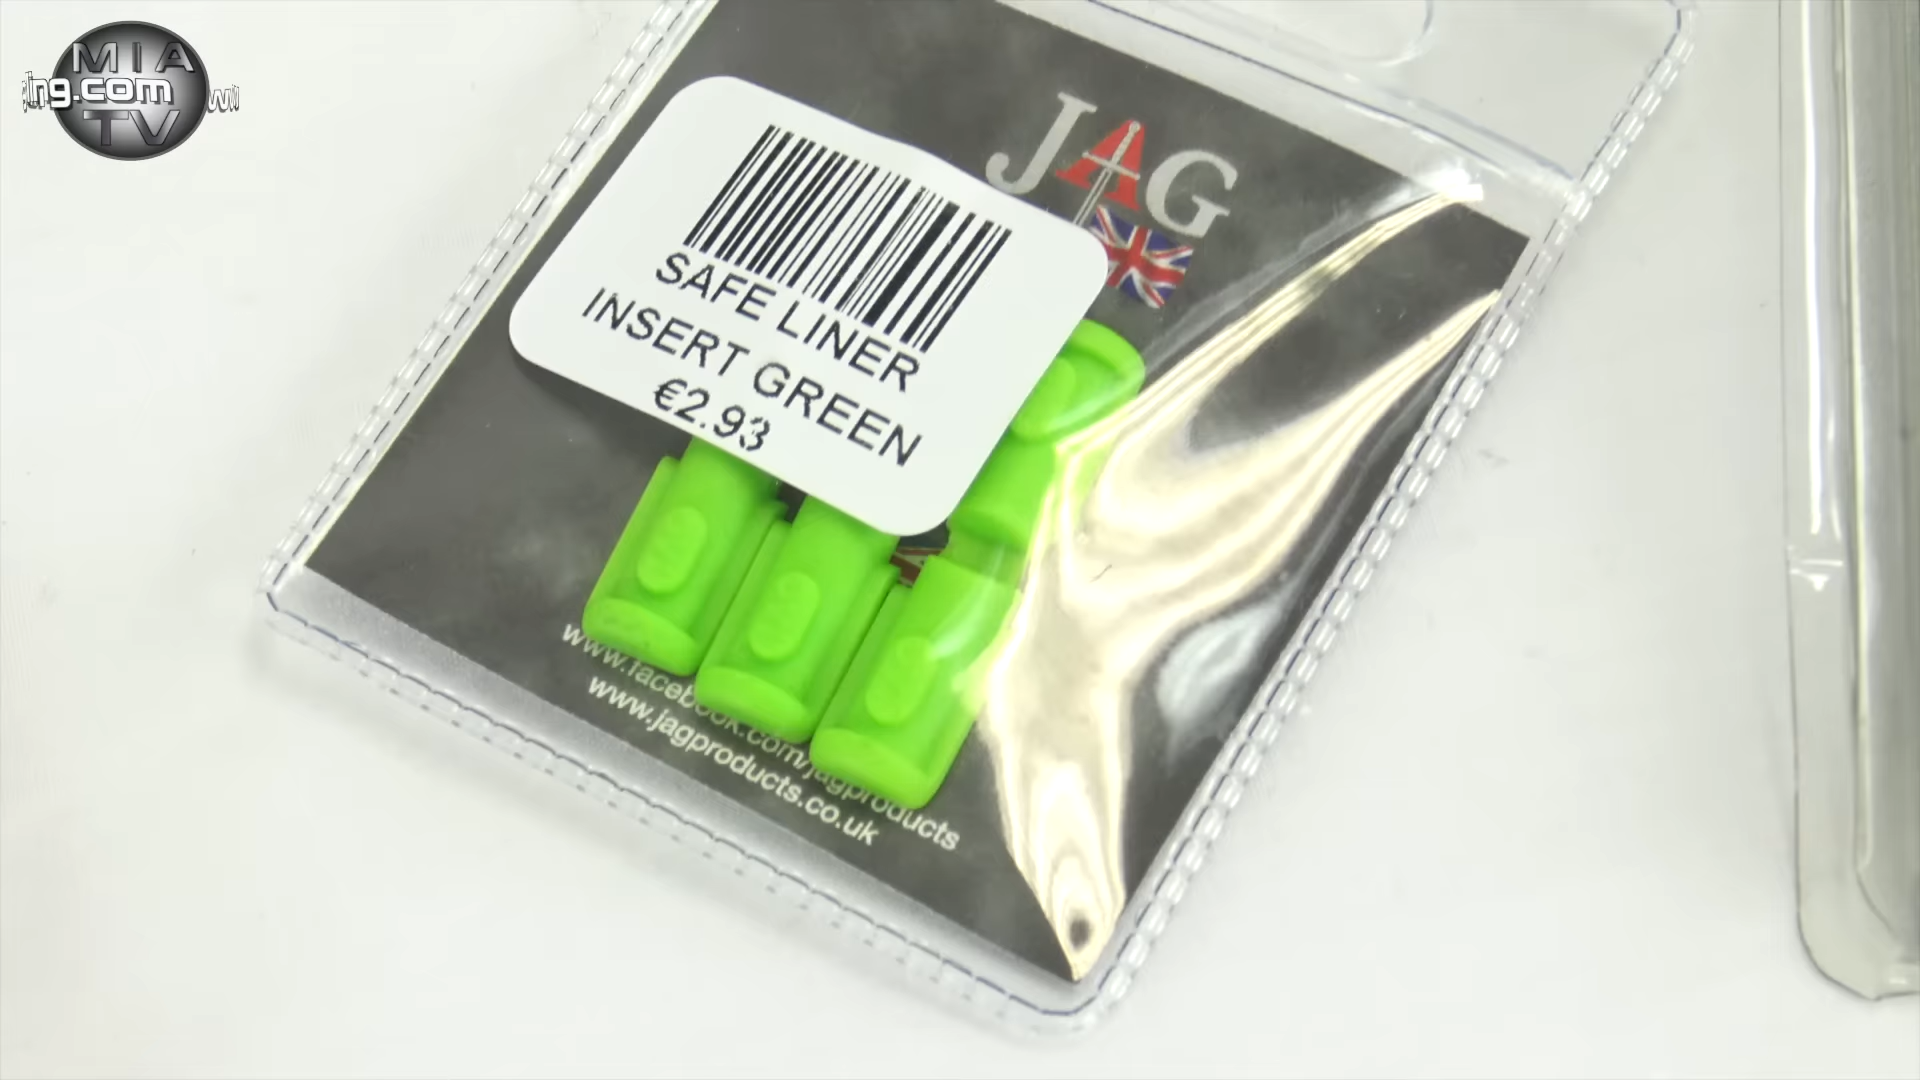 MIA
ing.com
TV
JAG
SAFE LINER
INSERT GREEN
€2.93
www.facebook.com/jagproducts
www.jagproducts.co.uk